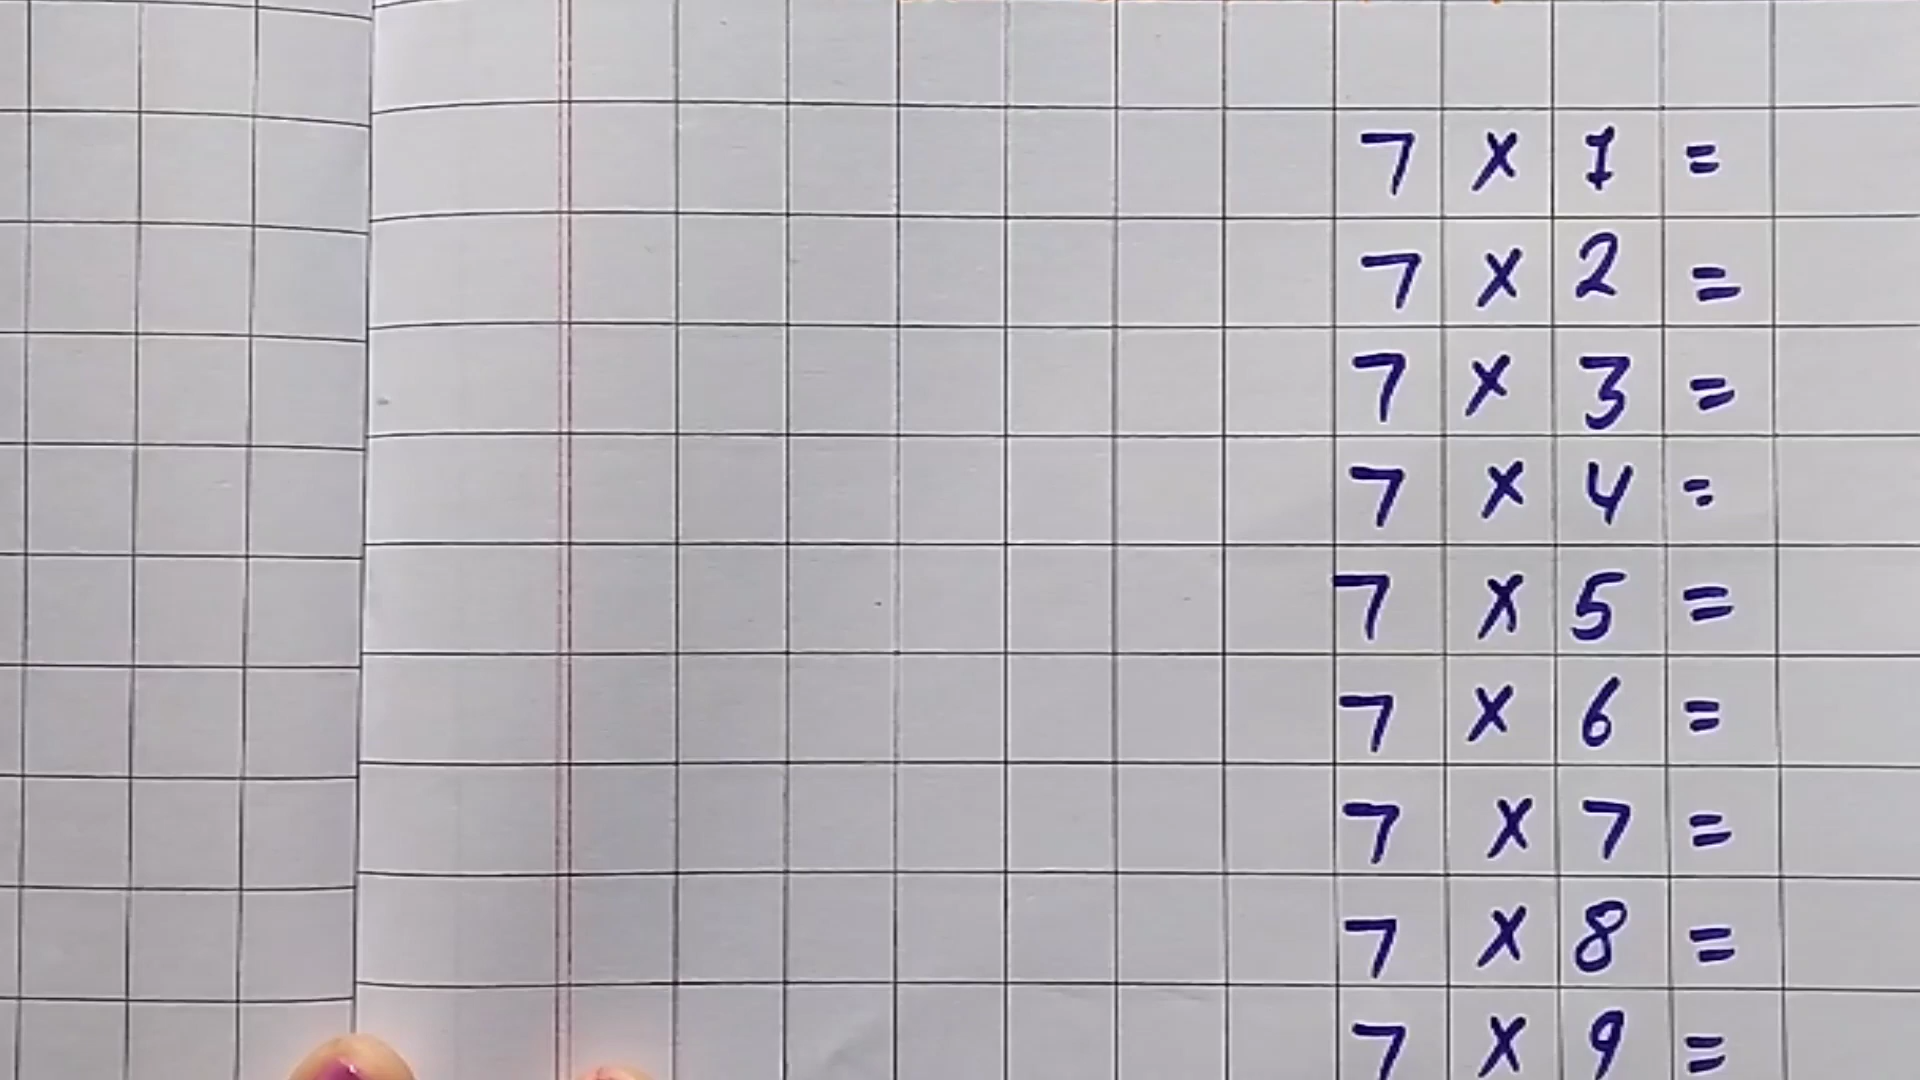 7 x 1 =
7 x 2 =
7 x 3 =
7 x 4 =
7 x 5 =
7 x 6 =
7 x 7 =
7 x 8 =
7 x 9 =